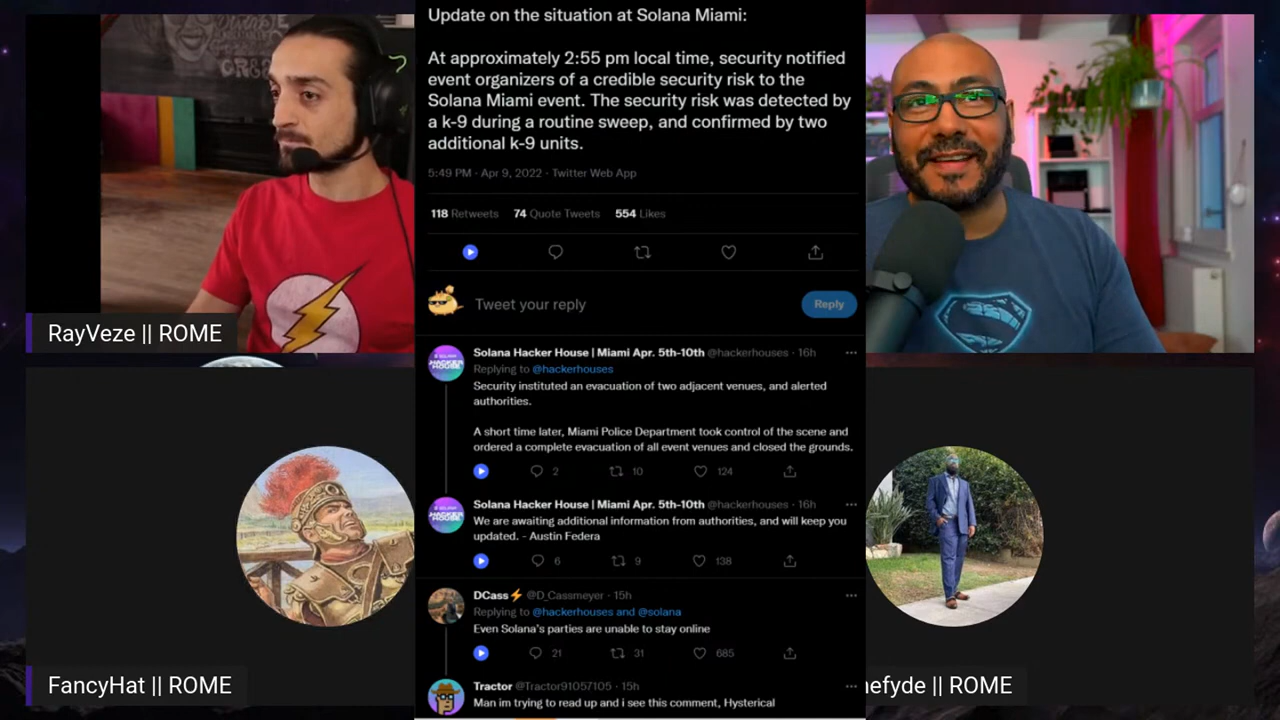 Update on the situation at Solana Miami:
At approximately 2:55 pm local time, security notified
event organizers of a credible security risk to the
Solana Miami event. The security risk was detected by
a k-9 during a routine sweep, and confirmed by two
additional k-9 units.
5:49 PM · Apr 9, 2022 · Twitter Web App
118 Retweets 74 Quote Tweets 554 Likes
Tweet your reply
Reply
RayVeze || ROME
Solana Hacker House | Miami Apr. 5th-10th @hackerhouses · 16h
Replying to @hackerhouses
Security instituted an evacuation of two adjacent venues, and alerted
authorities.
A short time later, Miami Police Department took control of the scene and
ordered a complete evacuation of all event venues and closed the grounds.
2 10 124
Solana Hacker House | Miami Apr. 5th-10th @hackerhouses · 16h
We are awaiting additional information from authorities, and will keep you
updated. - Austin Federa
6 9 138
DCass⚡ @D_Cassmeyer · 15h
Replying to @hackerhouses and @solana
Even Solana's parties are unable to stay online
21 31 685
Tractor @Tractor91057105 · 15h
Man im trying to read up and i see this comment, Hysterical
FancyHat || ROME
efyde || ROME